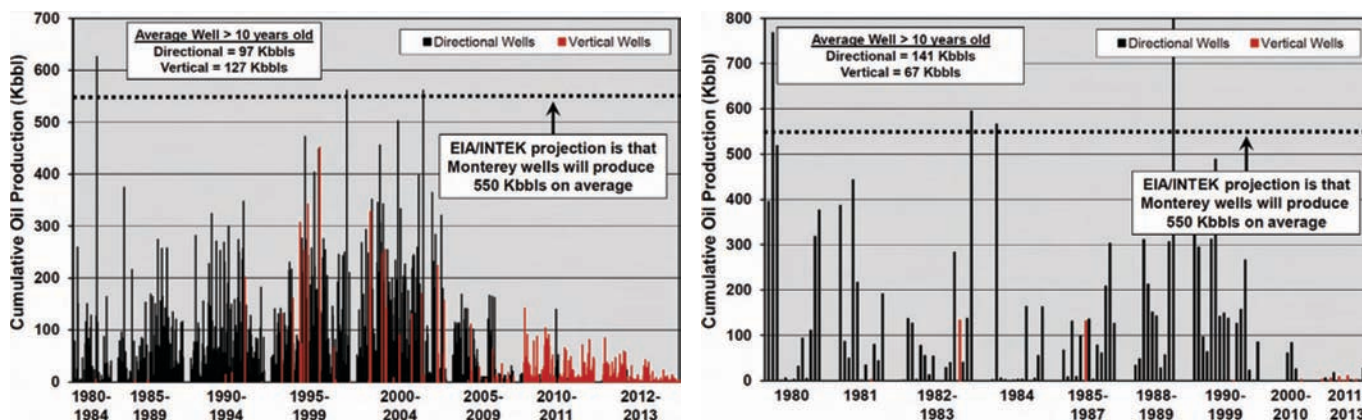 Cumulative Oil Production (Kbbl)
700
600
500
400
300
200
100
0
Average Well > 10 years old
Directional = 97 Kbbls
Vertical = 127 Kbbls
Directional Wells
Vertical Wells
EIA/INTEK projection is that
Monterey wells will produce
550 Kbbls on average
1980- 1985- 1990- 1995- 2000- 2005- 2010- 2012-
1984 1989 1994 1999 2004 2009 2011 2013
Cumulative Oil Production (Kbbl)
800
700
600
500
400
300
200
100
0
Average Well > 10 years old
Directional = 141 Kbbls
Vertical = 67 Kbbls
Directional Wells
Vertical Wells
EIA/INTEK projection is that
Monterey wells will produce
550 Kbbls on average
1980 1981 1982- 1984 1985- 1988- 1990- 2000- 2011-
1983 1987 1989 1999 2010 2013